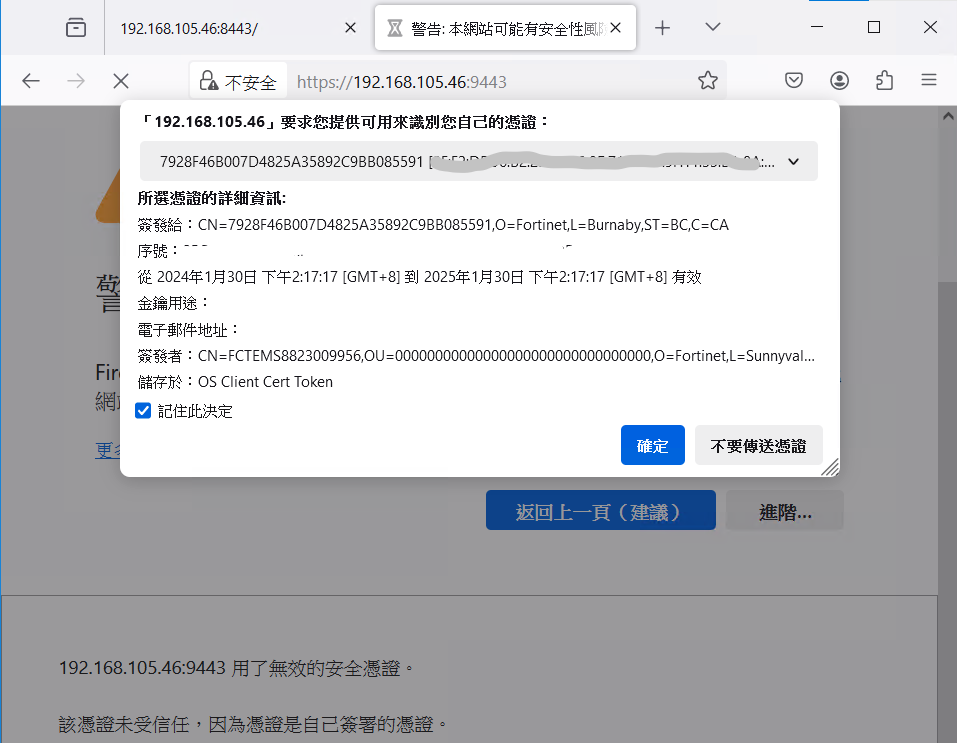 192.168.105.46:8443/
警告: 本網站可能有安全性風
不安全
https://192.168.105.46:9443
「192.168.105.46」要求您提供可用來識別您自己的憑證：
7928F46B007D4825A35892C9BB085591
所選憑證的詳細資訊:
簽發給：CN=7928F46B007D4825A35892C9BB085591,O=Fortinet,L=Burnaby,ST=BC,C=CA
序號：
從 2024年1月30日 下午2:17:17 [GMT+8] 到 2025年1月30日 下午2:17:17 [GMT+8] 有效
金鑰用途：
電子郵件地址：
簽發者：CN=FCTEMS8823009956,OU=00000000000000000000000000000000,O=Fortinet,L=Sunnyval...
儲存於：OS Client Cert Token
記住此決定
確定
不要傳送憑證
返回上一頁（建議）
進階...
192.168.105.46:9443 用了無效的安全憑證。
該憑證未受信任，因為憑證是自己簽署的憑證。